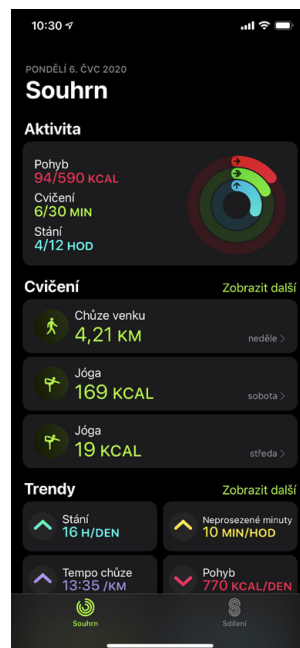 10:30
PONDĚLÍ 6. ČVC 2020
Souhrn
Aktivita
Pohyb
94/590 KCAL
Cvičení
6/30 MIN
Stání
4/12 HOD
Cvičení Zobrazit další
Chůze venku
4,21 KM neděle
Jóga
169 KCAL sobota
Jóga
19 KCAL středa
Trendy Zobrazit další
Stání Neprosezené minuty
16 H/DEN 10 MIN/HOD
Tempo chůze Pohyb
13:35 /KM 770 KCAL/DEN
Souhrn Sdílení